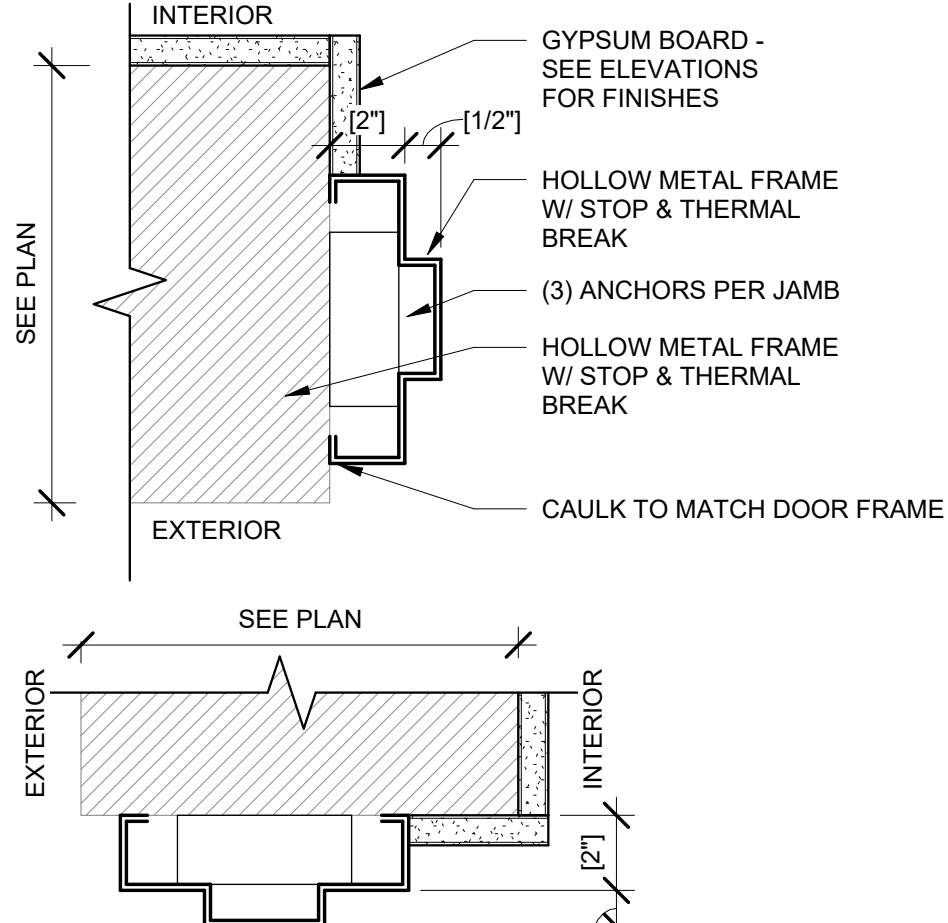 INTERIOR
GYPSUM BOARD -
SEE ELEVATIONS
FOR FINISHES
[2"]
[1/2"]
HOLLOW METAL FRAME
W/ STOP & THERMAL
BREAK
SEE PLAN
(3) ANCHORS PER JAMB
HOLLOW METAL FRAME
W/ STOP & THERMAL
BREAK
CAULK TO MATCH DOOR FRAME
EXTERIOR
SEE PLAN
EXTERIOR
INTERIOR
[2"]